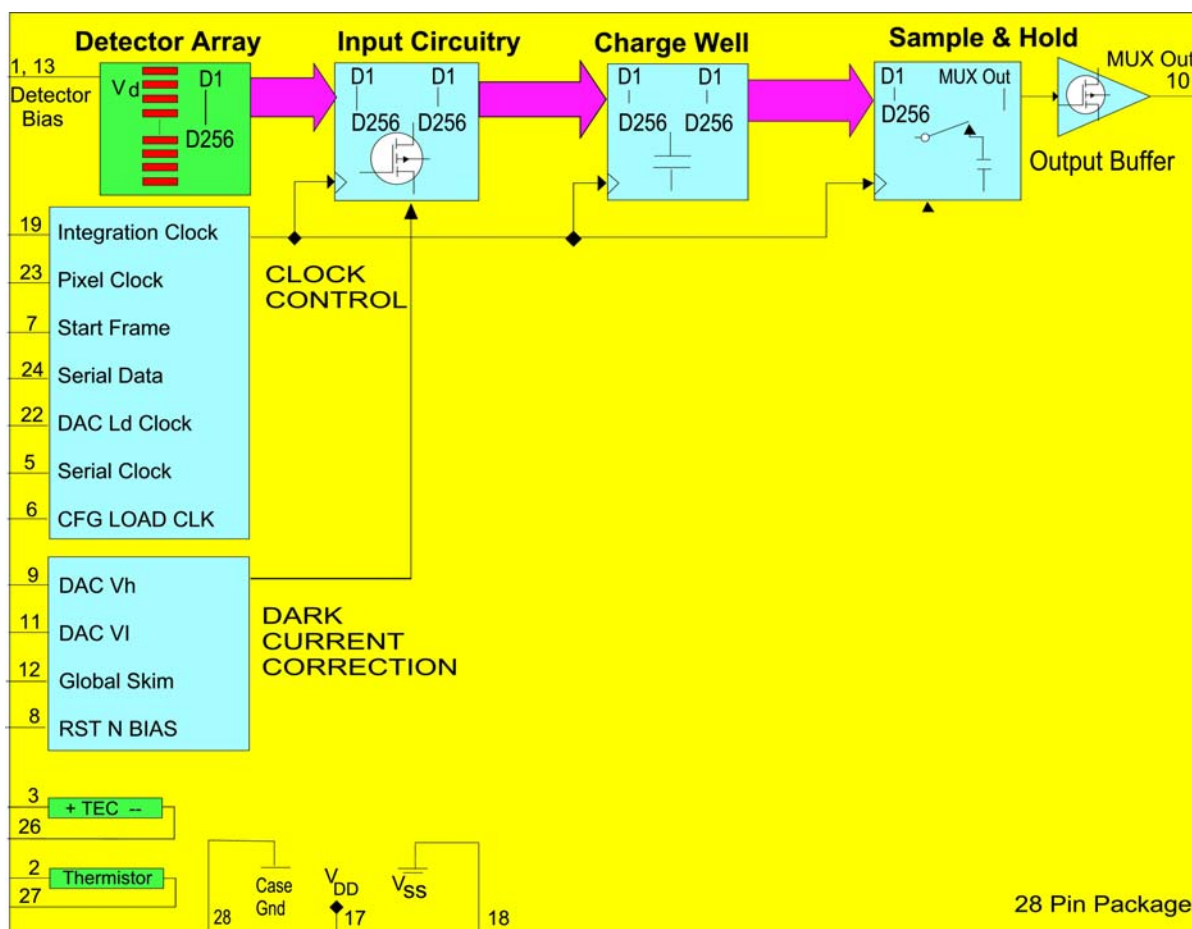 Detector Array
Input Circuitry
Charge Well
Sample & Hold
1, 13
Detector
Bias
Vd
D1
D256
D1 D1
D256 D256
D1 D1
D256 D256
D1 MUX Out
D256
MUX Out
10
Output Buffer
19 Integration Clock
23 Pixel Clock
7 Start Frame
24 Serial Data
22 DAC Ld Clock
5 Serial Clock
6 CFG LOAD CLK
CLOCK
CONTROL
9 DAC Vh
11 DAC Vl
12 Global Skim
8 RST N BIAS
DARK
CURRENT
CORRECTION
3 + TEC --
26
2 Thermistor
27
28
Case
Gnd
VDD
17
VSS
18
28 Pin Package